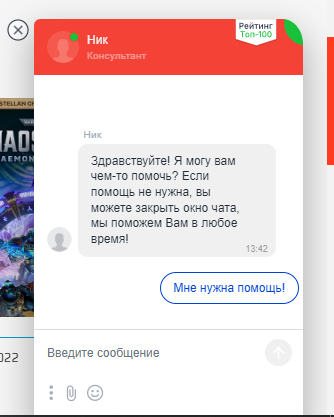 Ник
Консультант
Рейтинг
Топ-100
STELLAN CH
HAOS
AEMON
Ник
Здравствуйте! Я могу вам
чем-то помочь? Если
помощь не нужна, вы
можете закрыть окно чата,
мы поможем Вам в любое
время!
13:42
Мне нужна помощь!
022
Введите сообщение